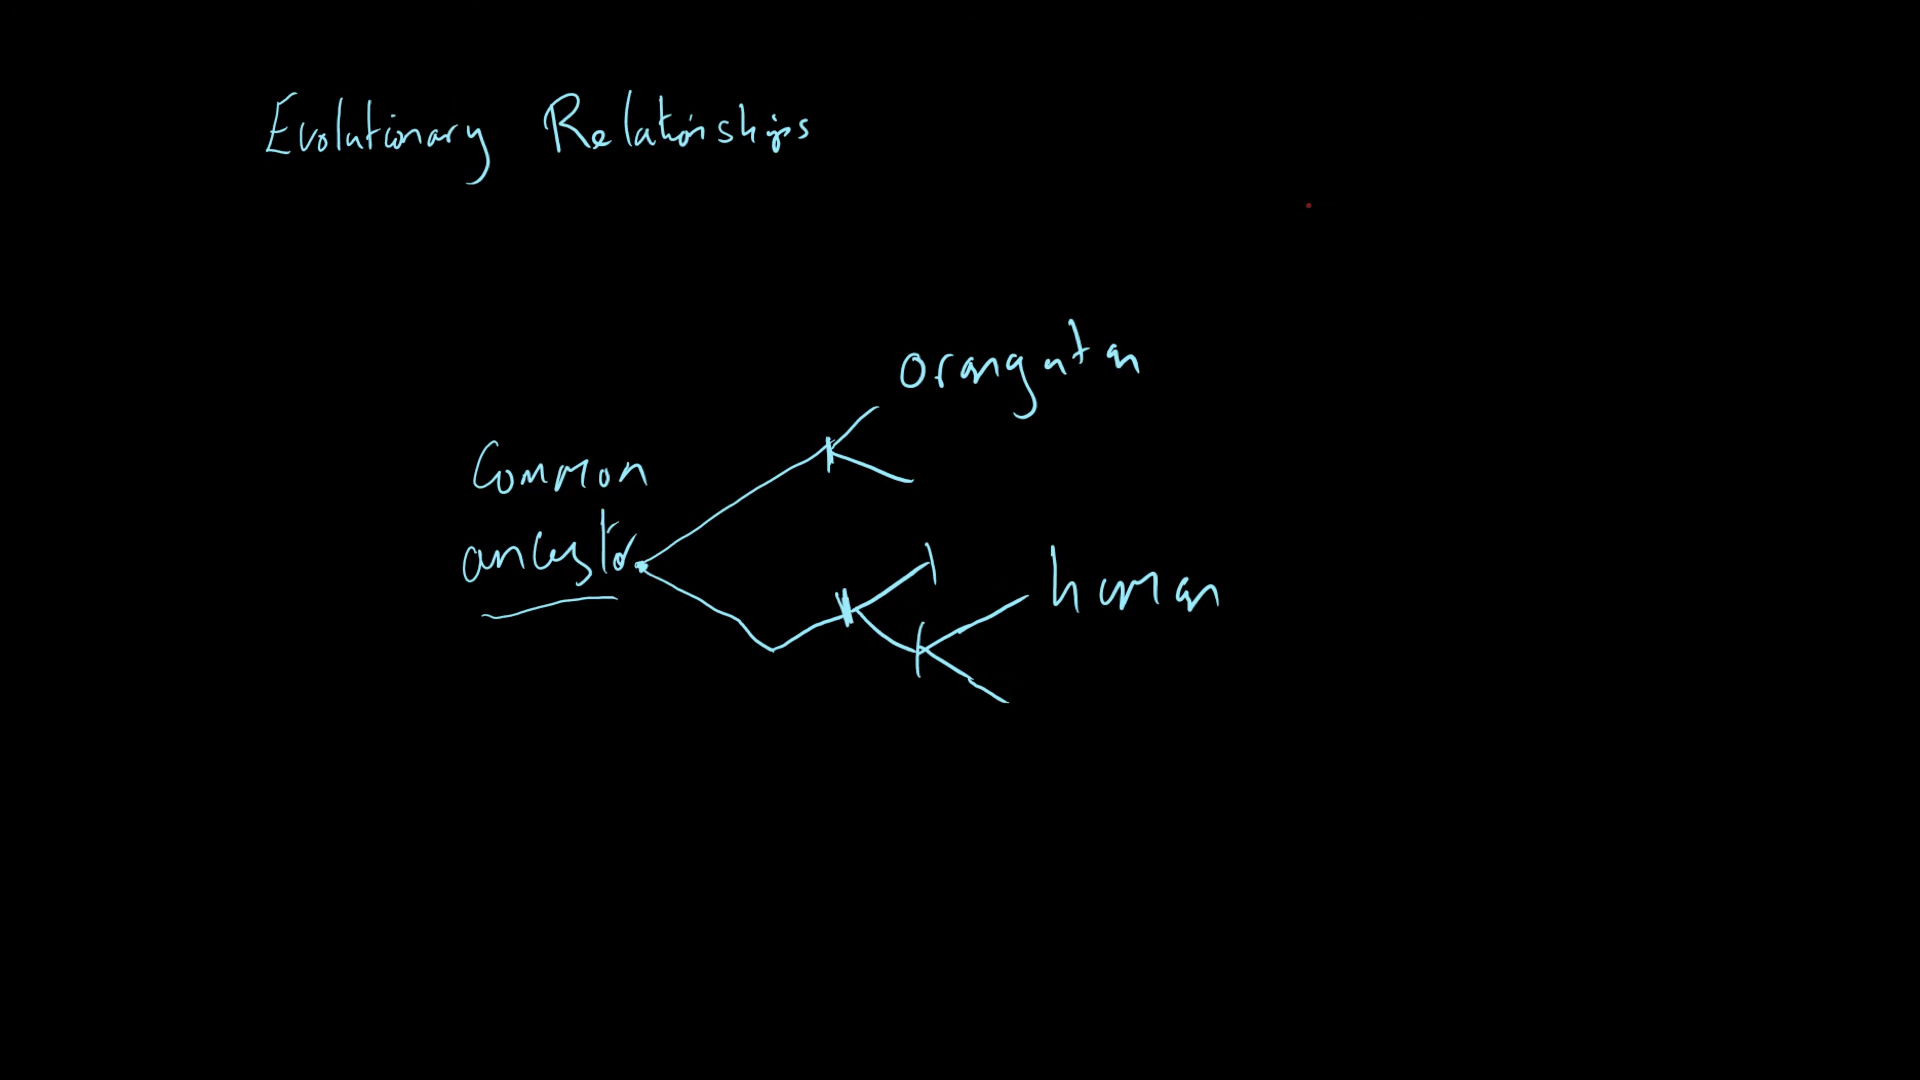 Evolutionary Relationships
orangutan
Common
ancestor
human